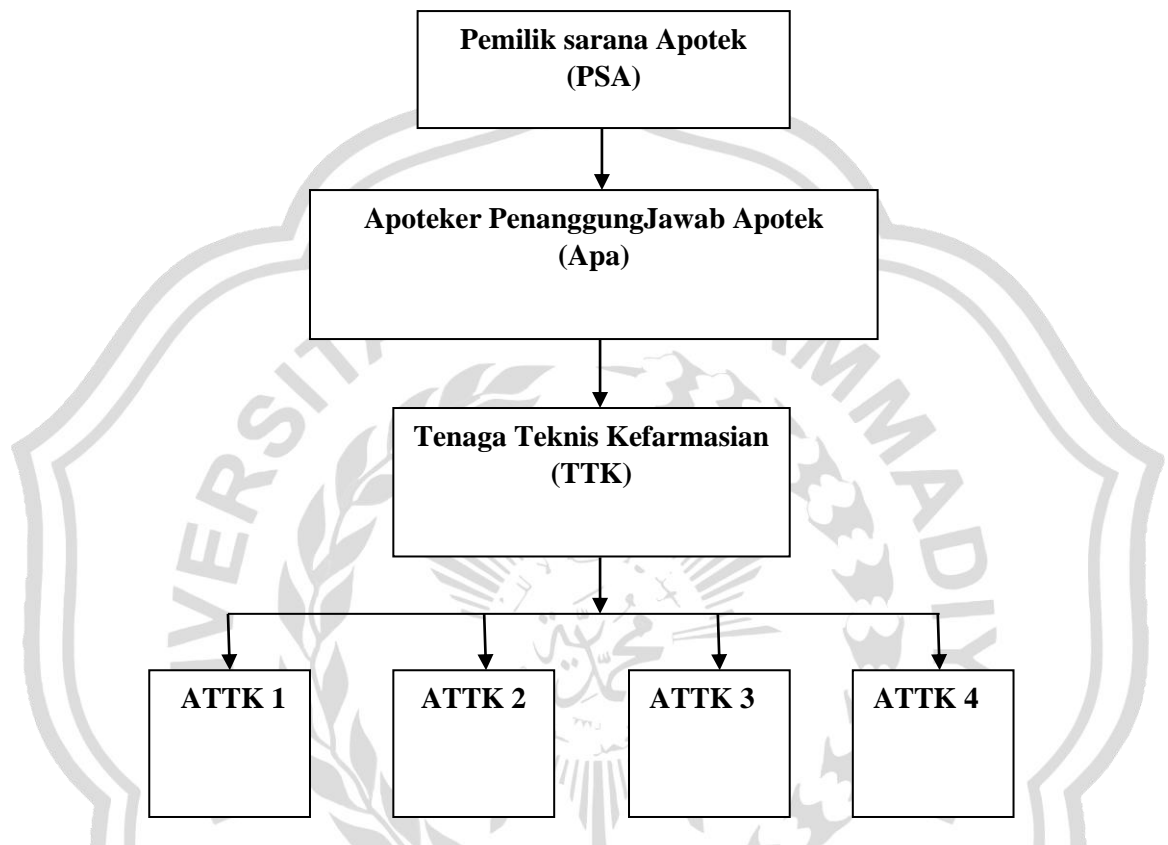 Pemilik sarana Apotek
(PSA)
Apoteker PenanggungJawab Apotek
(Apa)
Tenaga Teknis Kefarmasian
(TTK)
ATTK 1
ATTK 2
ATTK 3
ATTK 4